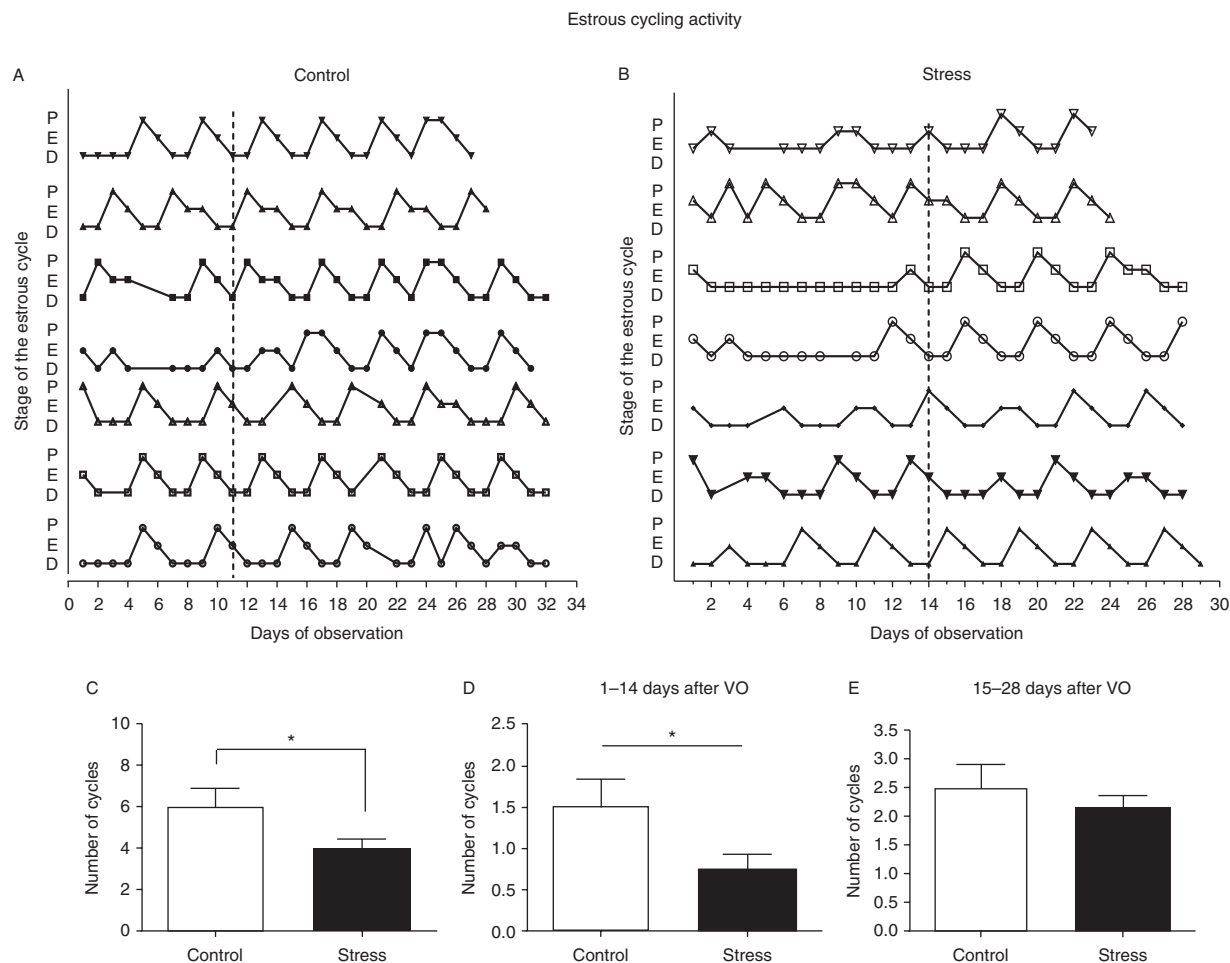 Estrous cycling activity
A
Control
Stage of the estrous cycle
P
E
D
P
E
D
P
E
D
P
E
D
P
E
D
P
E
D
P
E
D
0 2 4 6 8 10 12 14 16 18 20 22 24 26 28 30 32 34
Days of observation
B
Stress
Stage of the estrous cycle
P
E
D
P
E
D
P
E
D
P
E
D
P
E
D
P
E
D
P
E
D
2 4 6 8 10 12 14 16 18 20 22 24 26 28 30
Days of observation
C
Number of cycles
10
8
6
4
2
0
*
Control Stress
D 1–14 days after VO
Number of cycles
2.5
2.0
1.5
1.0
0.5
0.0
*
Control Stress
E 15–28 days after VO
Number of cycles
3.5
3.0
2.5
2.0
1.5
1.0
0.5
0.0
Control Stress